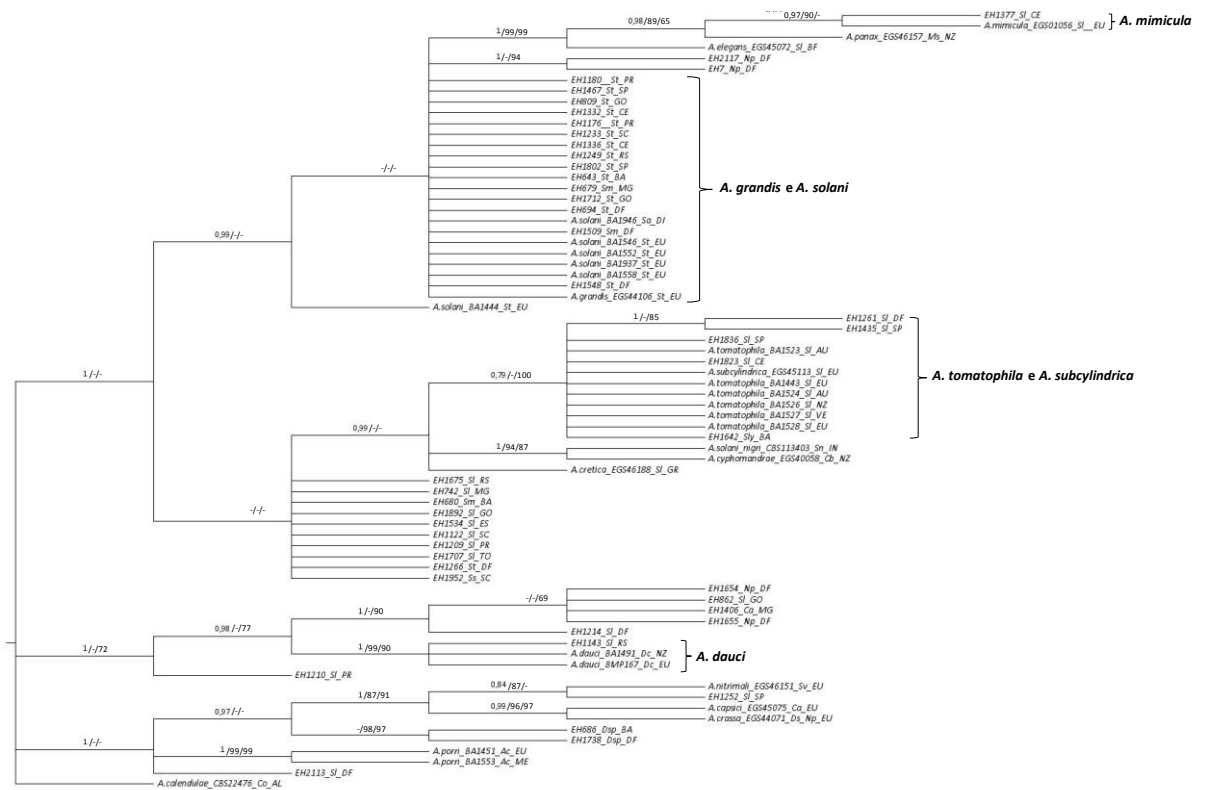 0,97/90/-
EH1377_Sl_CE
A.mimicula_EGS01056_Sl__EU
A. mimicula
0,98/89/65
A.panax_EGS46157_Ms_NZ
1/99/99
A.elegans_EGS45072_Sl_BF
1/-/94
EH2117_Np_DF
EH7_Np_DF
EH1180__St_PR
EH1467_St_SP
EH809_St_GO
EH1332_St_CE
EH1176__St_PR
EH1233_St_SC
EH1336_St_CE
EH1249_St_RS
EH1802_St_SP
EH643_St_BA
EH679_Sm_MG
EH1712_St_GO
EH694_St_DF
A.solani_BA1946_Sa_DI
EH1509_Sm_DF
A.solani_BA1546_St_EU
A.solani_BA1552_St_EU
A.solani_BA1937_St_EU
A.solani_BA1558_St_EU
EH1548_St_DF
A.grandis_EGS44106_St_EU
A. grandis e A. solani
-/-/-
0,99/-/-
A.solani_BA1444_St_EU
1/-/-
1/-/85
EH1261_Sl_DF
EH1435_Sl_SP
EH1836_Sl_SP
A.tomatophila_BA1523_Sl_AU
EH1823_Sl_CE
A.subcylindrica_EGS45113_Sl_EU
A.tomatophila_BA1443_Sl_EU
A.tomatophila_BA1524_Sl_AU
A.tomatophila_BA1526_Sl_NZ
A.tomatophila_BA1527_Sl_VE
A.tomatophila_BA1528_Sl_EU
EH1642_Sly_BA
A. tomatophila e A. subcylindrica
0,79/-/100
0,99/-/-
1/94/87
A.solani_nigri_CBS113403_Sn_IN
A.cyphomandrae_EGS40058_Cb_NZ
A.cretica_EGS46188_Sl_GR
-/-/-
EH1675_Sl_RS
EH742_Sl_MG
EH680_Sm_BA
EH1892_Sl_GO
EH1534_Sl_ES
EH1122_Sl_SC
EH1209_Sl_PR
EH1707_Sl_TO
EH1266_St_DF
EH1952_Ss_SC
-/-/69
EH1654_Np_DF
EH862_Sl_GO
EH1406_Ca_MG
EH1655_Np_DF
1/-/90
EH1214_Sl_DF
0,98/-/77
1/99/90
EH1143_Sl_RS
A.dauci_BA1491_Dc_NZ
A.dauci_BMP167_Dc_EU
A. dauci
1/-/72
EH1210_Sl_PR
0,84/87/-
A.nitrimali_EGS46151_Sv_EU
EH1252_Sl_SP
1/87/91
0,99/96/97
A.capsici_EGS45075_Ca_EU
A.crassa_EGS44071_Ds_Np_EU
0,97/-/-
-/98/97
EH686_Dsp_BA
EH1738_Dsp_DF
1/-/-
1/99/99
A.porri_BA1451_Ac_EU
A.porri_BA1553_Ac_ME
EH2113_Sl_DF
A.calendulae_CBS22476_Co_AL